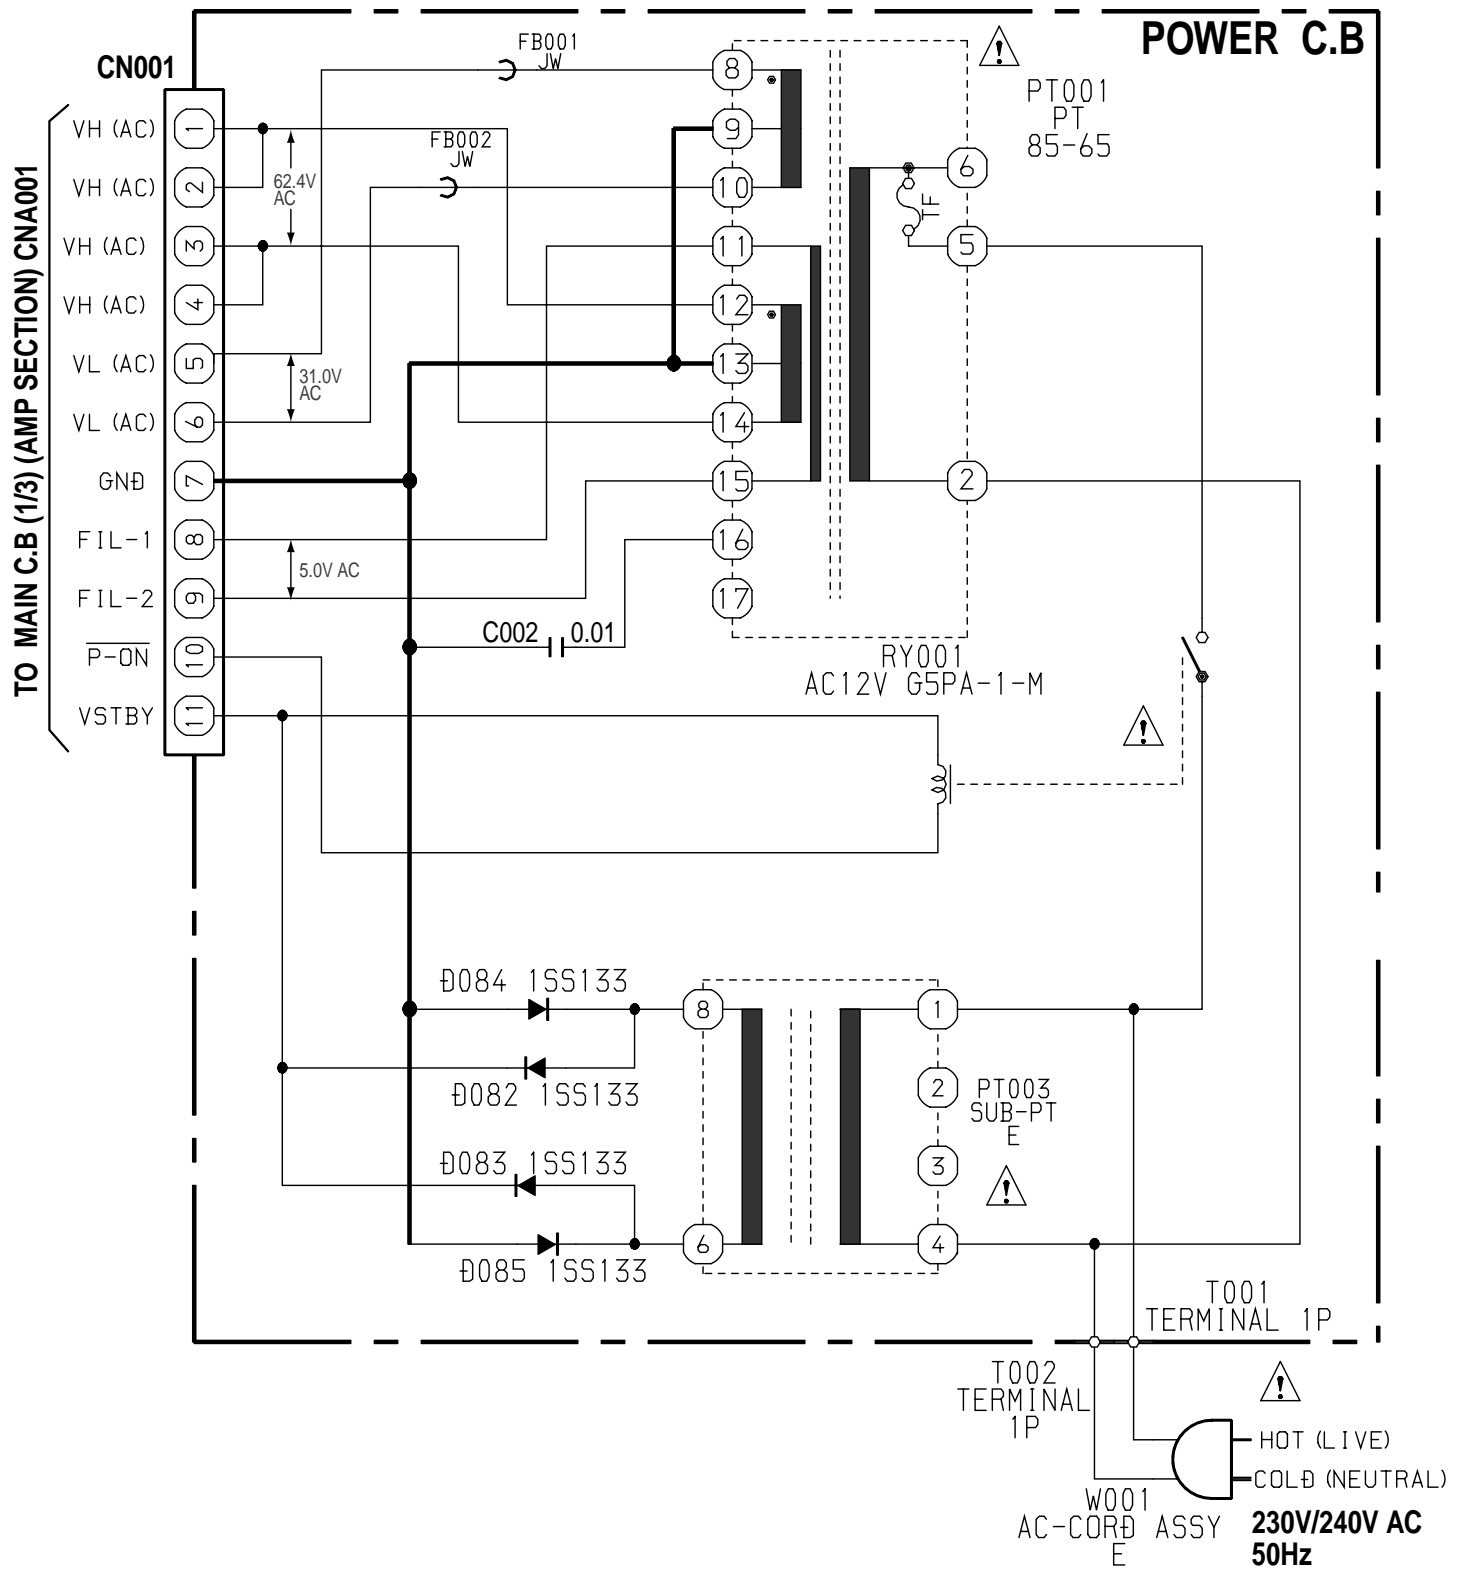 POWER C.B
CN001
FB001
JW
8
PT001
PT
85-65
TO MAIN C.B (1/3) (AMP SECTION) CNA001
VH (AC)
1
9
FB002
JW
6
TF
VH (AC)
2
62.4V
AC
10
VH (AC)
3
11
5
VH (AC)
4
12
VL (AC)
5
31.0V
AC
13
VL (AC)
6
14
GND
7
15
2
FIL-1
8
16
5.0V AC
FIL-2
9
17
C002
0.01
P-ON
10
RY001
AC12V G5PA-1-M
VSTBY
11
D084 1SS133
8
1
D082 1SS133
2
PT003
SUB-PT
E
D083 1SS133
3
6
4
D085 1SS133
T001
TERMINAL 1P
T002
TERMINAL
1P
HOT (LIVE)
COLD (NEUTRAL)
W001
AC-CORD ASSY
E
230V/240V AC
50Hz
!
!
!
!